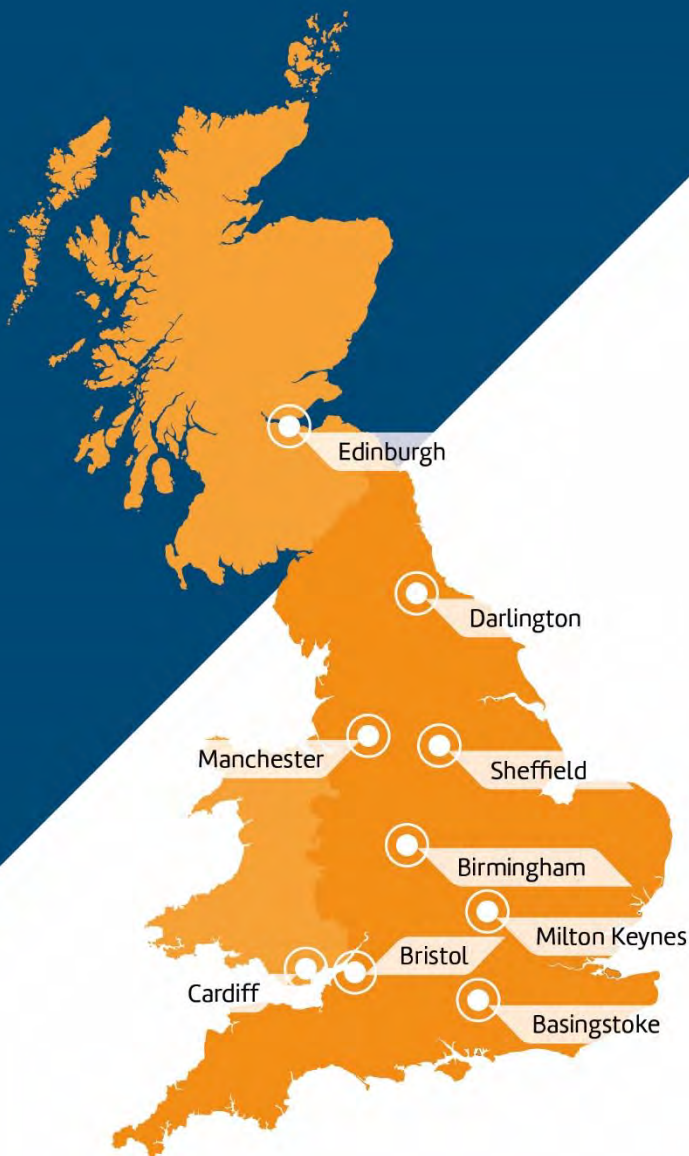 Edinburgh
Darlington
Manchester
Sheffield
Birmingham
Milton Keynes
Bristol
Cardiff
Basingstoke